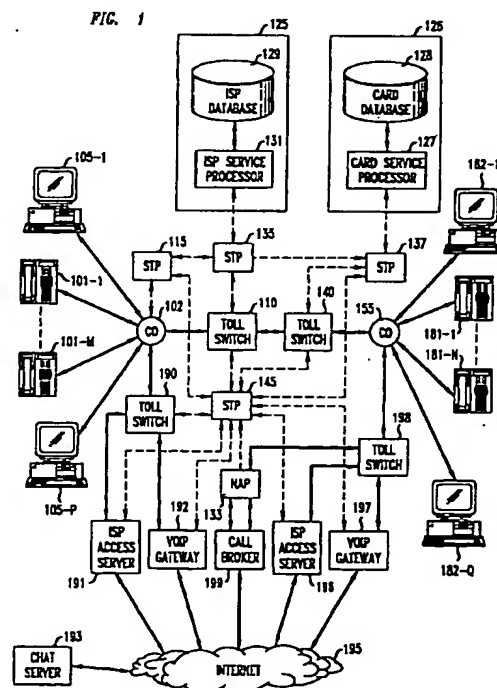 FIG. 1
125
129
ISP
DATABASE
131
ISP SERVICE
PROCESSOR
126
128
CARD
DATABASE
127
CARD SERVICE
PROCESSOR
105-1
182-1
115
STP
135
STP
137
STP
101-1
102
CO
110
TOLL
SWITCH
140
TOLL
SWITCH
155
CO
181-1
101-M
181-N
190
TOLL
SWITCH
145
STP
198
TOLL
SWITCH
105-P
133
NAP
182-Q
ISP
ACCESS
SERVER
191
192
VOIP
GATEWAY
CALL
BROKER
199
ISP
ACCESS
SERVER
196
197
VOIP
GATEWAY
193
CHAT
SERVER
INTERNET
195